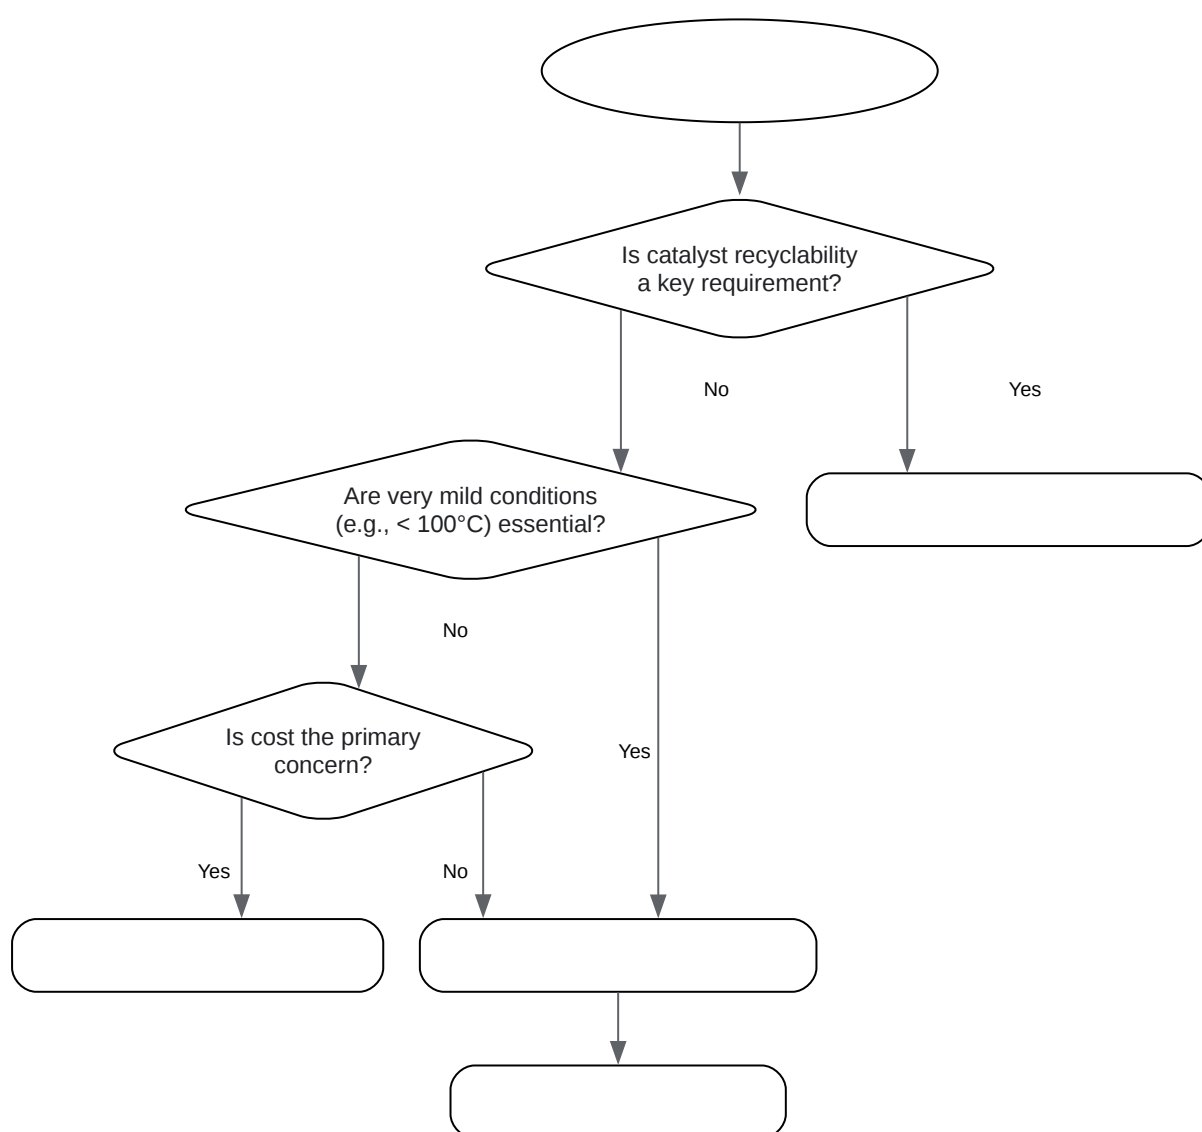 Is catalyst recyclability
a key requirement?
No
Yes
Are very mild conditions
(e.g., < 100°C) essential?
No
Is cost the primary
concern?
Yes
Yes
No